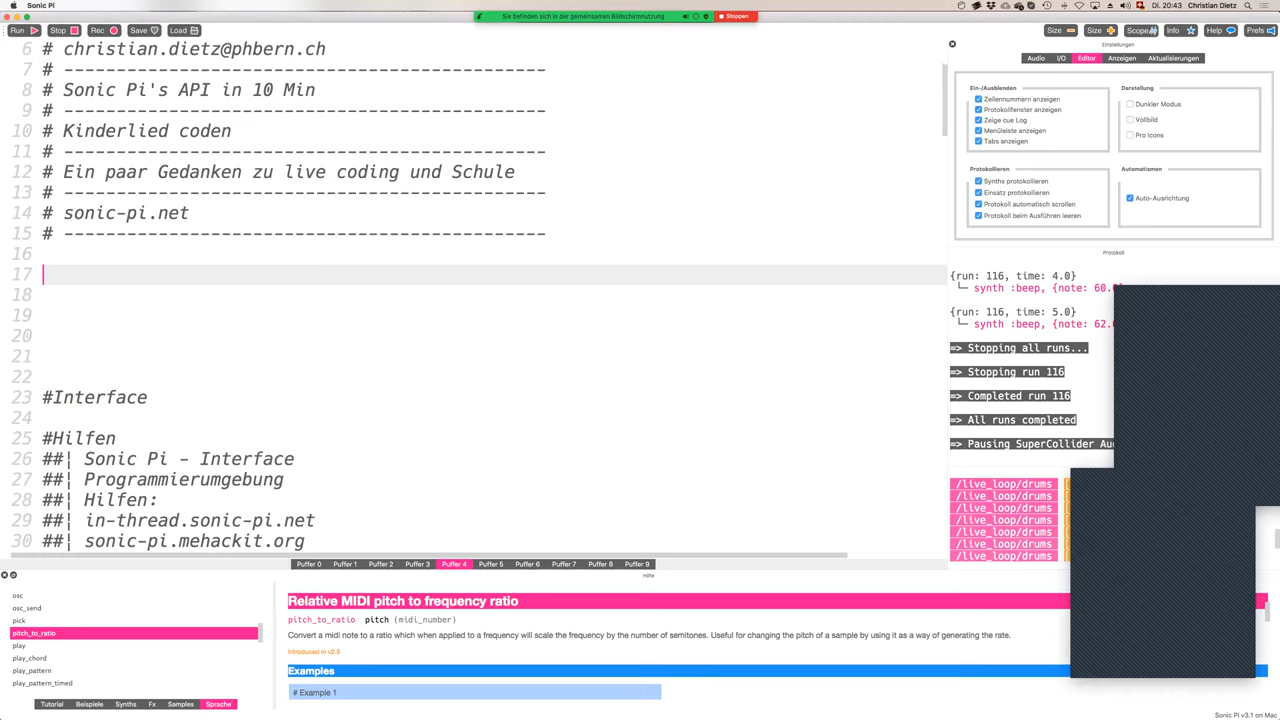 Sonic Pi
Di. 20:43 Christian Dietz
Sonic Pi
Sie befinden sich in der gemeinsamen Bildschirmnutzung
Stoppen
Run Stop Rec Save Load
Size Size Scope Info Help Prefs
6 # christian.dietz@phbern.ch
7 # ----------------------------------------------
8 # Sonic Pi's API in 10 Min
9 # ----------------------------------------------
10 # Kinderlied coden
11 # ----------------------------------------------
12 # Ein paar Gedanken zu live coding und Schule
13 # ----------------------------------------------
14 # sonic-pi.net
15 # ----------------------------------------------
16
17
18
19
20
21
22
23 #Interface
24
25 #Hilfen
26 ##| Sonic Pi - Interface
27 ##| Programmierumgebung
28 ##| Hilfen:
29 ##| in-thread.sonic-pi.net
30 ##| sonic-pi.mehackit.org
Einstellungen
Audio I/O Editor Anzeigen Aktualisierungen
Ein-/Ausblenden
Zeilennummern anzeigen
Protokollfenster anzeigen
Zeige cue Log
Menüleiste anzeigen
Tabs anzeigen
Darstellung
Dunkler Modus
Vollbild
Pro Icons
Protokollieren
Synths protokollieren
Einsatz protokollieren
Protokoll automatisch scrollen
Protokoll beim Ausführen leeren
Automatismen
Auto-Ausrichtung
Protokoll
{run: 116, time: 4.0}
└─ synth :beep, {note: 60.
{run: 116, time: 5.0}
└─ synth :beep, {note: 62.
=> Stopping all runs...
=> Stopping run 116
=> Completed run 116
=> All runs completed
=> Pausing SuperCollider
/live_loop/drums
/live_loop/drums
/live_loop/drums
/live_loop/drums
/live_loop/drums
/live_loop/drums
/live_loop/drums
Puffer 0 Puffer 1 Puffer 2 Puffer 3 Puffer 4 Puffer 5 Puffer 6 Puffer 7 Puffer 8 Puffer 9
Hilfe
osc
osc_send
pick
pitch_to_ratio
play
play_chord
play_pattern
play_pattern_timed
Tutorial Beispiele Synths Fx Samples Sprache
Relative MIDI pitch to frequency ratio
pitch_to_ratio pitch (midi_number)
Convert a midi note to a ratio which when applied to a frequency will scale the frequency by the number of semitones. Useful for changing the pitch of a sample by using it as a way of generating the rate.
Introduced in v2.5
Examples
# Example 1
Sonic Pi v3.1 on Mac